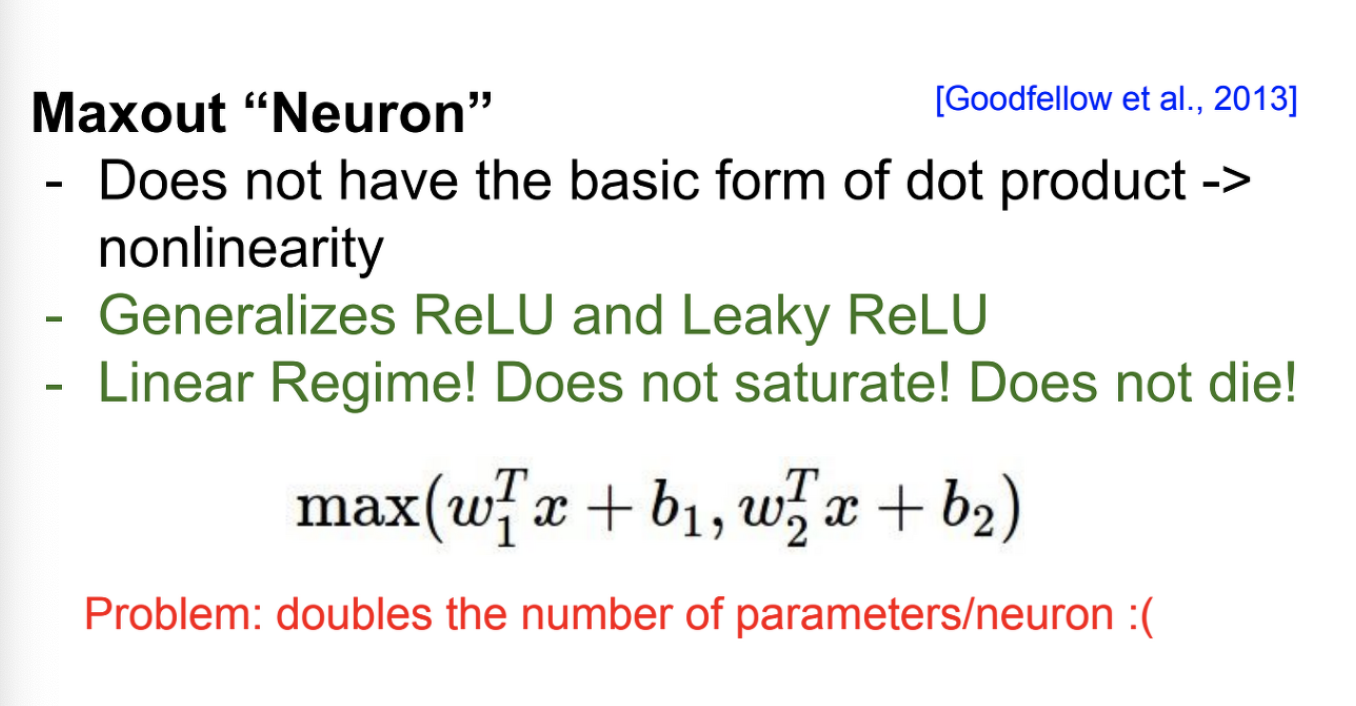 Maxout “Neuron” [Goodfellow et al., 2013]
- Does not have the basic form of dot product ->
nonlinearity
- Generalizes ReLU and Leaky ReLU
- Linear Regime! Does not saturate! Does not die!
max(w_1^T x + b_1, w_2^T x + b_2)
Problem: doubles the number of parameters/neuron :(